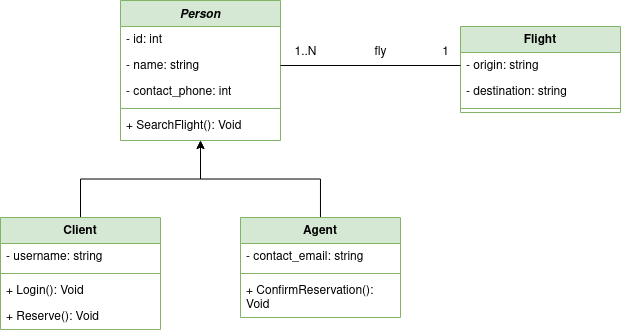 Person
- id: int
- name: string
- contact_phone: int
+ SearchFlight(): Void
1..N fly 1
Flight
- origin: string
- destination: string
Client
- username: string
+ Login(): Void
+ Reserve(): Void
Agent
- contact_email: string
+ ConfirmReservation():
Void